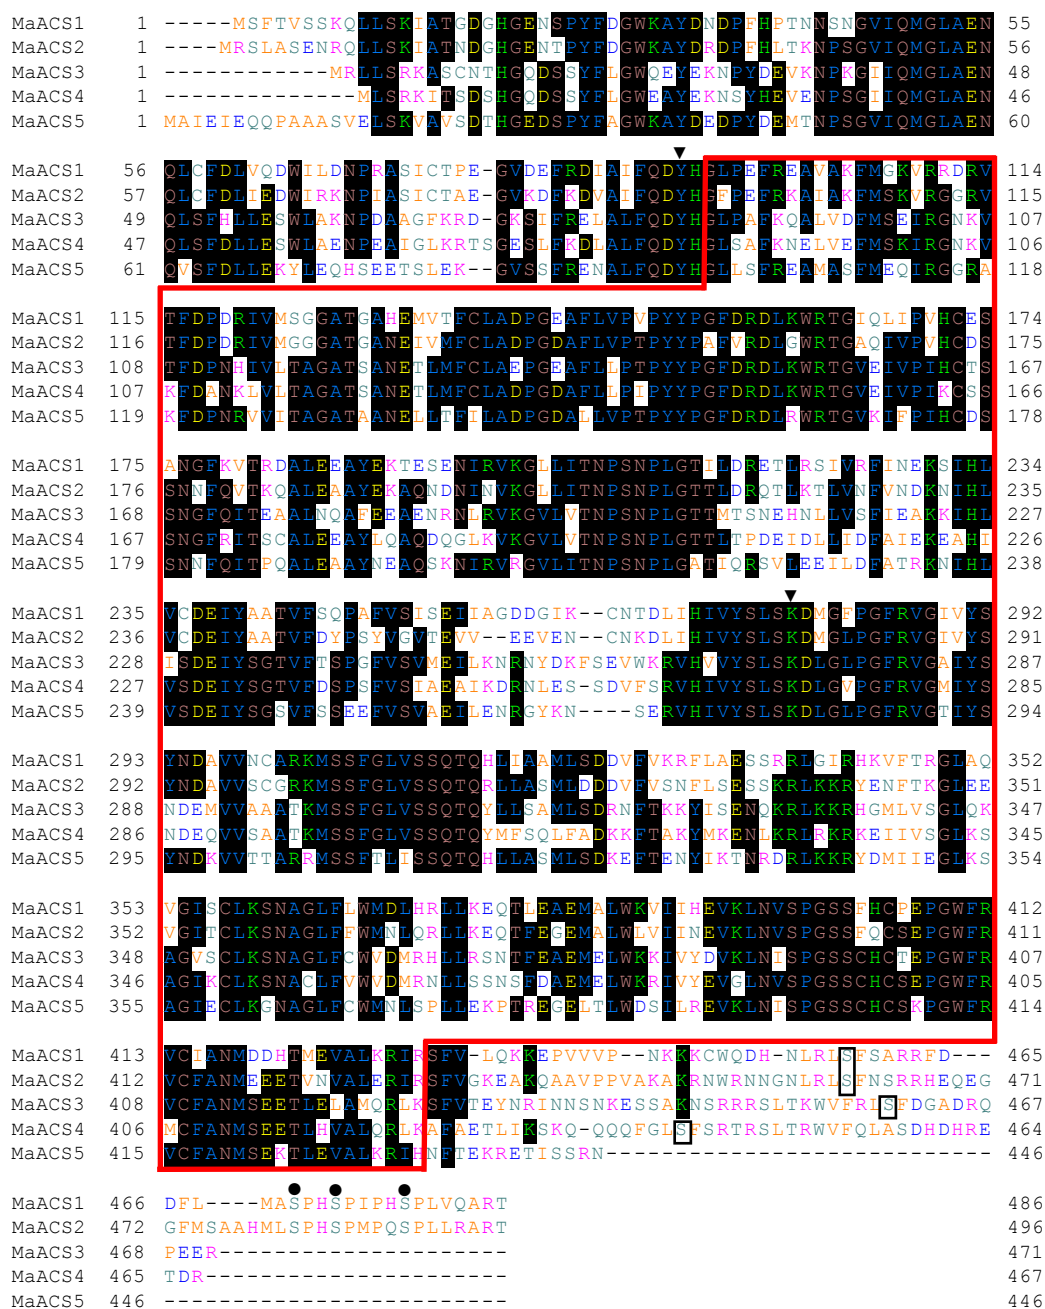 MaACS1 1 -----MSFTVSSKQLLSKIATGDGHGENSPYFDGWKAYDNDPFHPTNNSNGVIQMGLAEN 55
MaACS2 1 ----MRSLASENRQLLSKIATNDGHGENTPYFDGWKAYDRDPFHLTKNPSGVIQMGLAEN 56
MaACS3 1 ------------MRLLSRKASCNTHGQDSSYFLGWQEYEKNPYDEVKNPKGIIQMGLAEN 48
MaACS4 1 --------------MLSRKITSDSHGQDSSYFLGWEAYEKNSYHEVENPSGIIQMGLAEN 46
MaACS5 1 MAIEIEQQPAAASVELSKVAVSDTHGEDSPYFAGWKAYDEDPYDEMTNPSGVIQMGLAEN 60
MaACS1 56 QLCFDLVQDWILDNPRASICTPE-GVDEFRDIAIFQDYHGLPEFREAVAKFMGKVRRDRV 114
MaACS2 57 QLCFDLIEDWIRKNPIASICTAE-GVKDFKDVAIFQDYHGFPEFRKAIAKFMSKVRGGRV 115
MaACS3 49 QLSFHLLESWLAKNPDAAGFKRD-GKSIFRELALFQDYHGLPAFKQALVDFMSEIRGNKV 107
MaACS4 47 QLSFDLLESWLAENPEAIGLKRTSGESLFKDLALFQDYHGLSAFKNELVEFMSKIRGNKV 106
MaACS5 61 QVSFDLLEKYLEQHSEETSLEK--GVSSFRENALFQDYHGLLSFREAMASFMEQIRGGRA 118
MaACS1 115 TFDPDRIVMSGGATGAHEMVTFCLADPGEAFLVPVPYYPGFDRDLKWRTGIQLIPVHCES 174
MaACS2 116 TFDPDRIVMGGGATGANEIVMFCLADPGDAFLVPTPYYPAFVRDLGWRTGAQIVPVHCDS 175
MaACS3 108 TFDPNHIVLTAGATSANETLMFCLAEPGEAFLLPTPYYPGFDRDLKWRTGVEIVPIHCTS 167
MaACS4 107 KFDANKLVLTAGATSANETLMFCLADPGDAFLLPIPYYPGFDRDLKWRTGVEIVPIKCSS 166
MaACS5 119 KFDPNRVVITAGATAANELLTFILADPGDALLVPTPYYPGFDRDLRWRTGVKIFPIHCDS 178
MaACS1 175 ANGFKVTRDALEEAYEKTESENIRVKGLLITNPSNPLGTILDRETLRSIVRFINEKSIHL 234
MaACS2 176 SNNFQVTKQALEAAYEKAQNDNINVKGLLITNPSNPLGTTLDRQTLKTLVNFVNDKNIHL 235
MaACS3 168 SNGFQITEAALNQAFEEAENRNLRVKGVLVTNPSNPLGTTMTSNEHNLLVSFIEAKKIHL 227
MaACS4 167 SNGFRITSCALEEAYLQAQDQGLKVKGVLVTNPSNPLGTTLTPDEIDLLIDFAIEKEAHI 226
MaACS5 179 SNNFQITPQALEAAYNEAQSKNIRVRGVLITNPSNPLGATIQRSVLEEILDFATRKNIHL 238
MaACS1 235 VCDEIYAATVFSQPAFVSISEIIAGDDGIK--CNTDLIHIVYSLSKDMGFPGFRVGIVYS 292
MaACS2 236 VCDEIYAATVFDYPSYVGVTEVV--EEVEN--CNKDLIHIVYSLSKDMGLPGFRVGIVYS 291
MaACS3 228 ISDEIYSGTVFTSPGFVSVMEILKNRNYDKFSEVWKRVHVVYSLSKDLGLPGFRVGAIYS 287
MaACS4 227 VSDEIYSGTVFDSPSFVSIAEAIKDRNLES-SDVFSRVHIVYSLSKDLGVPGFRVGMIYS 285
MaACS5 239 VSDEIYSGSVFSSEEFVSVAEILENRGYKN----SERVHIVYSLSKDLGLPGFRVGTIYS 294
MaACS1 293 YNDAVVNCARKMSSFGLVSSQTQHLIAAMLSDDVFVKRFLAESSRRLGIRHKVFTRGLAQ 352
MaACS2 292 YNDAVVSCGRKMSSFGLVSSQTQRLLASMLDDDVFVSNFLSESSKRLKKRYENFTKGLEE 351
MaACS3 288 NDEMVVAAATKMSSFGLVSSQTQYLLSAMLSDRNFTKKYISENQKRLKKRHGMLVSGLQK 347
MaACS4 286 NDEQVVSAATKMSSFGLVSSQTQYMFSQLFADKKFTAKYMKENLKRLRKRKEIIVSGLKS 345
MaACS5 295 YNDKVVTTARRMSSFTLISSQTQHLLASMLSDKEFTENYIKTNRDRLKKRYDMIIEGLKS 354
MaACS1 353 VGISCLKSNAGLFLWMDLHRLLKEQTLEAEMALWKVIIHEVKLNVSPGSSFHCPEPGWFR 412
MaACS2 352 VGITCLKSNAGLFFWMNLQRLLKEQTFEGEMALWLVIINEVKLNVSPGSSFQCSEPGWFR 411
MaACS3 348 AGVSCLKSNAGLFCWVDMRHLLRSNTFEAEMELWKKIVYDVKLNISPGSSCHCTEPGWFR 407
MaACS4 346 AGIKCLKSNACLFVWVDMRNLLSSNSFDAEMELWKRIVYEVGLNVSPGSSCHCSEPGWFR 405
MaACS5 355 AGIECLKGNAGLFCWMNLSPLLEKPTREGELTLWDSILREVKLNISPGSSCHCSKPGWFR 414
MaACS1 413 VCIANMDDHTMEVALKRIRSFV-LQKKEPVVVP--NKKKCWQDH-NLRLSFSARRFD--- 465
MaACS2 412 VCFANMEEETVNVALERIRSFVGKEAKQAAVPPVAKAKRNWRNNGNLRLSFNSRRHEQEG 471
MaACS3 408 VCFANMSEETLELAMQRLKSFVTEYNRINNSNKESSAKNSRRRSLTKWVFRISFDGADRQ 467
MaACS4 406 MCFANMSEETLHVALQRLKAFAETLIKSKQ-QQQFGLSFSRTRSLTRWVFQLASDHDHRE 464
MaACS5 415 VCFANMSEKTLEVALKRIHNFTEKRETISSRN---------------------------- 446
MaACS1 466 DFL----MASPHSPIPHSPLVQART 486
MaACS2 472 GFMSAAHMLSPHSPMPQSPLLRART 496
MaACS3 468 PEER--------------------- 471
MaACS4 465 TDR---------------------- 467
MaACS5 446 ------------------------- 446